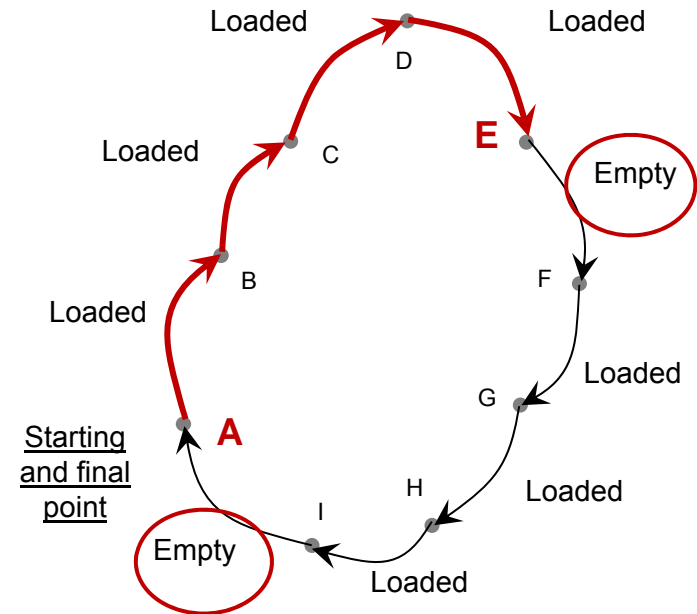 Loaded
Loaded
D
E
C
Loaded
Empty
B
F
Loaded
Loaded
G
A
Starting
and final
point
H
Loaded
I
Empty
Loaded